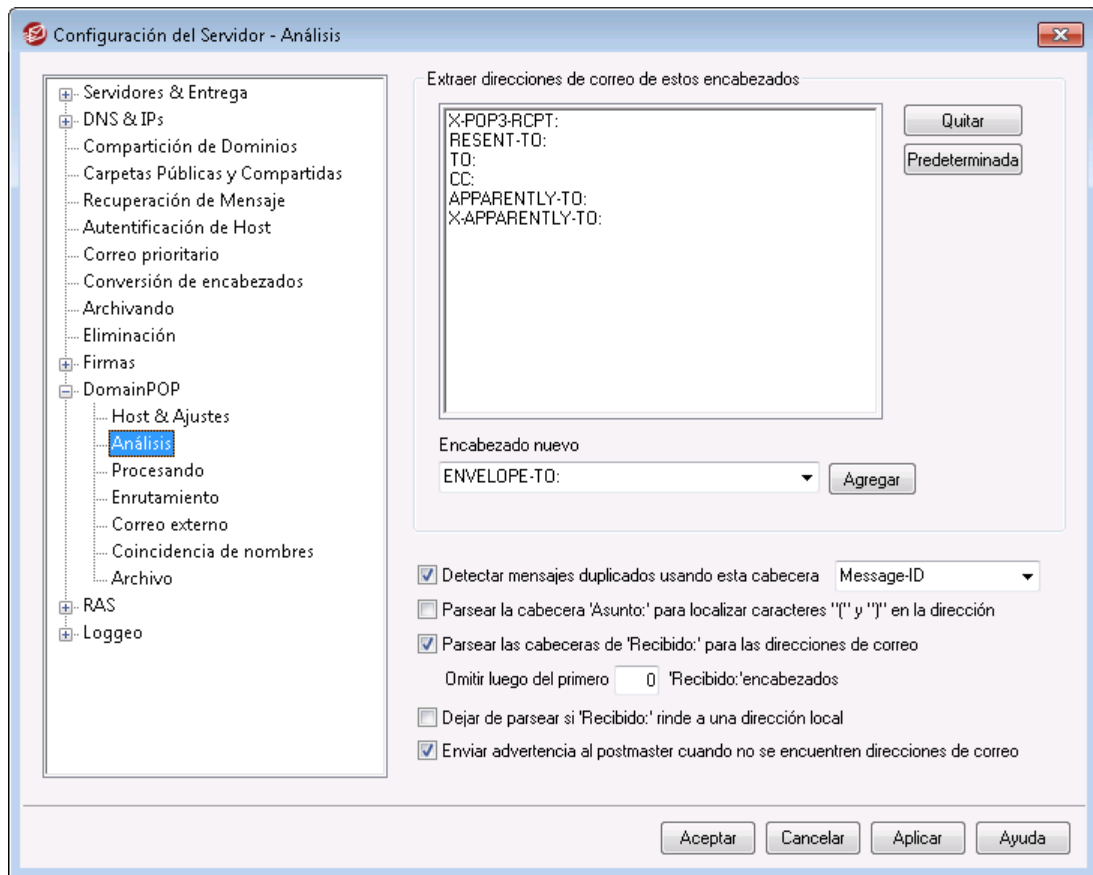 Configuración del Servidor - Análisis
Servidores & Entrega
DNS & IPs
Compartición de Dominios
Carpetas Públicas y Compartidas
Recuperación de Mensaje
Autentificación de Host
Correo prioritario
Conversión de encabezados
Archivando
Eliminación
Firmas
DomainPOP
Host & Ajustes
Análisis
Procesando
Enrutamiento
Correo externo
Coincidencia de nombres
Archivo
RAS
Loggeo
Extraer direcciones de correo de estos encabezados
X-POP3-RCPT:
RESENT-TO:
TO:
CC:
APPARENTLY-TO:
X-APPARENTLY-TO:
Quitar
Predeterminada
Encabezado nuevo
ENVELOPE-TO:
Agregar
Detectar mensajes duplicados usando esta cabecera Message-ID
Parsear la cabecera 'Asunto:' para localizar caracteres "(" y ")" en la dirección
Parsear las cabeceras de 'Recibido:' para las direcciones de correo
Omitir luego del primero 0 'Recibido:'encabezados
Dejar de parsear si 'Recibido:' rinde a una dirección local
Enviar advertencia al postmaster cuando no se encuentren direcciones de correo
Aceptar Cancelar Aplicar Ayuda